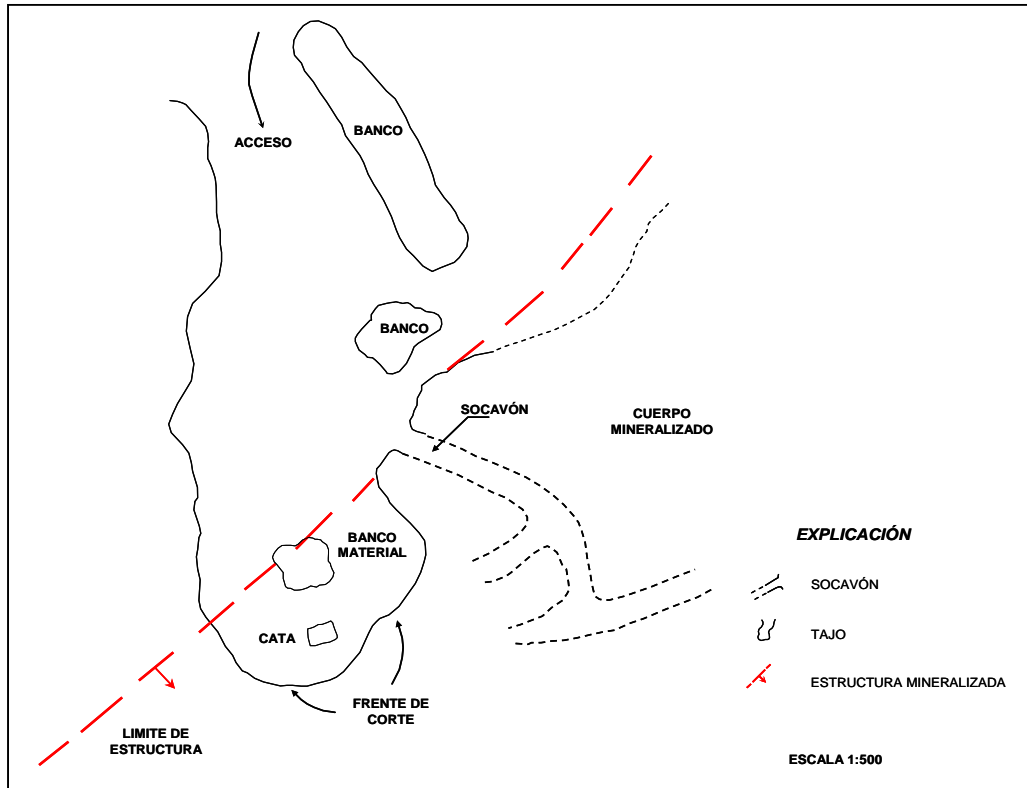 ACCESO
BANCO
BANCO
SOCAVÓN
CUERPO
MINERALIZADO
BANCO
MATERIAL
CATA
FRENTE DE
CORTE
LIMITE DE
ESTRUCTURA
EXPLICACIÓN
SOCAVÓN
TAJO
ESTRUCTURA MINERALIZADA
ESCALA 1:500